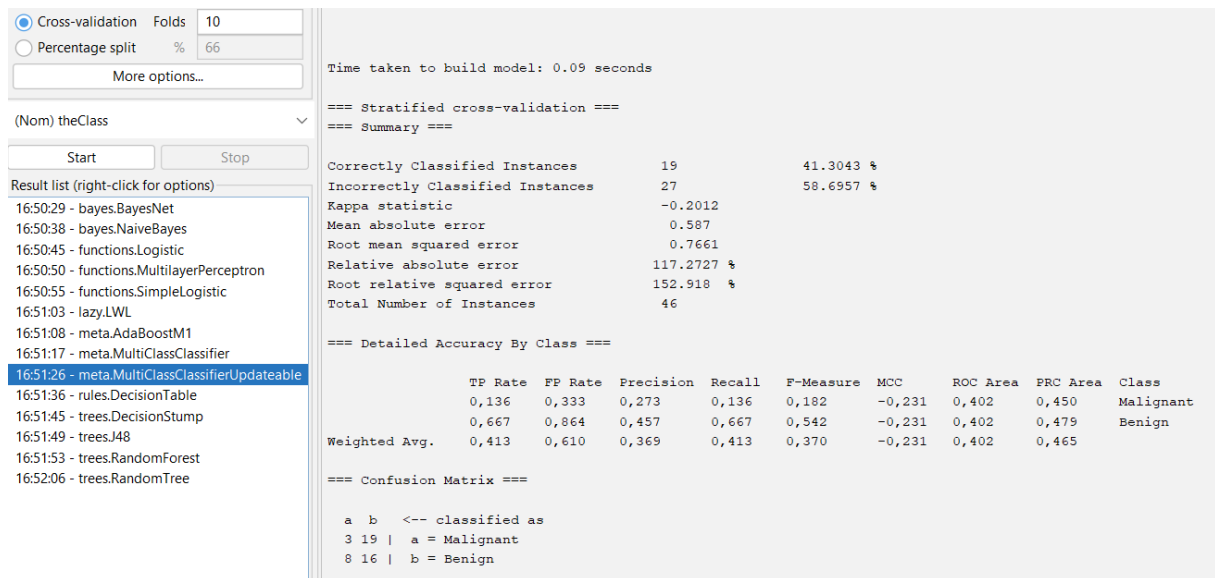 Cross-validation Folds 10
Percentage split % 66
More options...
(Nom) theClass
Start Stop
Result list (right-click for options)
16:50:29 - bayes.BayesNet
16:50:38 - bayes.NaiveBayes
16:50:45 - functions.Logistic
16:50:50 - functions.MultilayerPerceptron
16:50:55 - functions.SimpleLogistic
16:51:03 - lazy.LWL
16:51:08 - meta.AdaBoostM1
16:51:17 - meta.MultiClassClassifier
16:51:26 - meta.MultiClassClassifierUpdateable
16:51:36 - rules.DecisionTable
16:51:45 - trees.DecisionStump
16:51:49 - trees.J48
16:51:53 - trees.RandomForest
16:52:06 - trees.RandomTree
Time taken to build model: 0.09 seconds
=== Stratified cross-validation ===
=== Summary ===
Correctly Classified Instances 19 41.3043 %
Incorrectly Classified Instances 27 58.6957 %
Kappa statistic -0.2012
Mean absolute error 0.587
Root mean squared error 0.7661
Relative absolute error 117.2727 %
Root relative squared error 152.918 %
Total Number of Instances 46
=== Detailed Accuracy By Class ===
TP Rate FP Rate Precision Recall F-Measure MCC ROC Area PRC Area Class
0,136 0,333 0,273 0,136 0,182 -0,231 0,402 0,450 Malignant
0,667 0,864 0,457 0,667 0,542 -0,231 0,402 0,479 Benign
Weighted Avg. 0,413 0,610 0,369 0,413 0,370 -0,231 0,402 0,465
=== Confusion Matrix ===
a b <-- classified as
3 19 | a = Malignant
8 16 | b = Benign